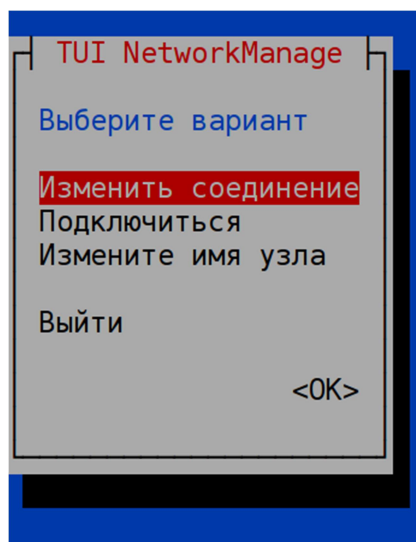 TUI NetworkManage
Выберите вариант
Изменить соединение
Подключиться
Измените имя узла
Выйти
<OK>